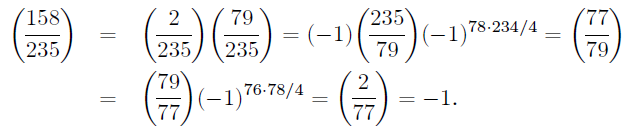 (158/235) = (2/235)(79/235) = (−1)(235/79)(−1)^{78·234/4} = (77/79)
= (79/77)(−1)^{76·78/4} = (2/77) = −1.